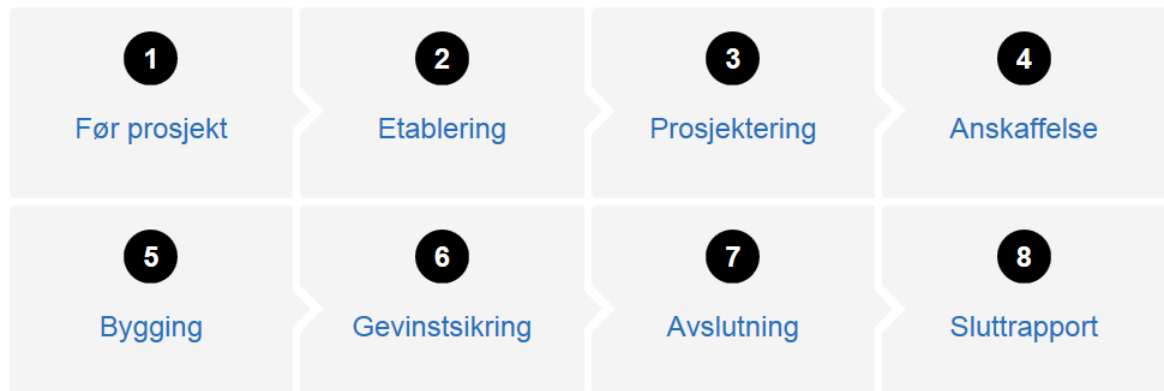 1
Før prosjekt
2
Etablering
3
Prosjektering
4
Anskaffelse
5
Bygging
6
Gevinstsikring
7
Avslutning
8
Sluttrapport